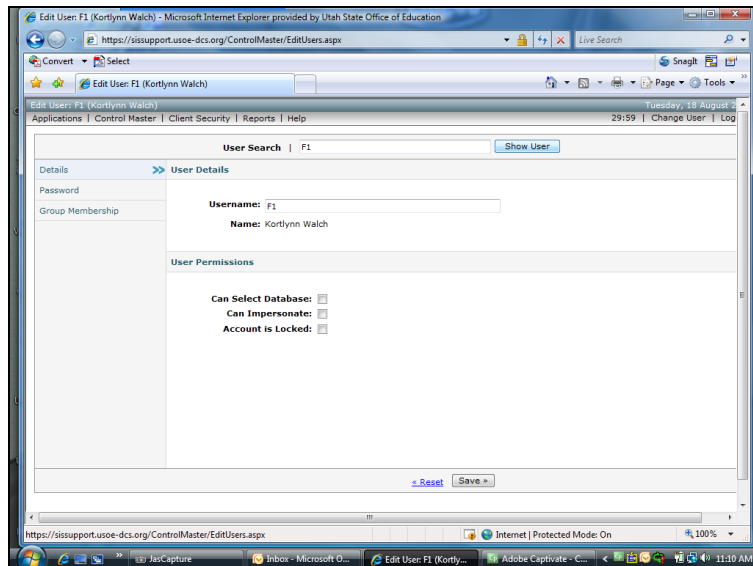 Edit User: F1 (Kortlynn Walch) - Microsoft Internet Explorer provided by Utah State Office of Education
https://sissupport.usoe-dcs.org/ControlMaster/EditUsers.aspx
Live Search
Convert Select
SnagIt
Edit User: F1 (Kortlynn Walch)
Page Tools
Edit User: F1 (Kortlynn Walch) Tuesday, 18 August 2
Applications | Control Master | Client Security | Reports | Help 29:59 | Change User | Log
User Search | F1 Show User
Details User Details
Password
Group Membership
Username: F1
Name: Kortlynn Walch
User Permissions
Can Select Database:
Can Impersonate:
Account is Locked:
« Reset Save »
https://sissupport.usoe-dcs.org/ControlMaster/EditUsers.aspx Internet | Protected Mode: On 100%
JasCapture Inbox - Microsoft O... Edit User: F1 (Kortly... Adobe Captivate - C... 11:10 AM